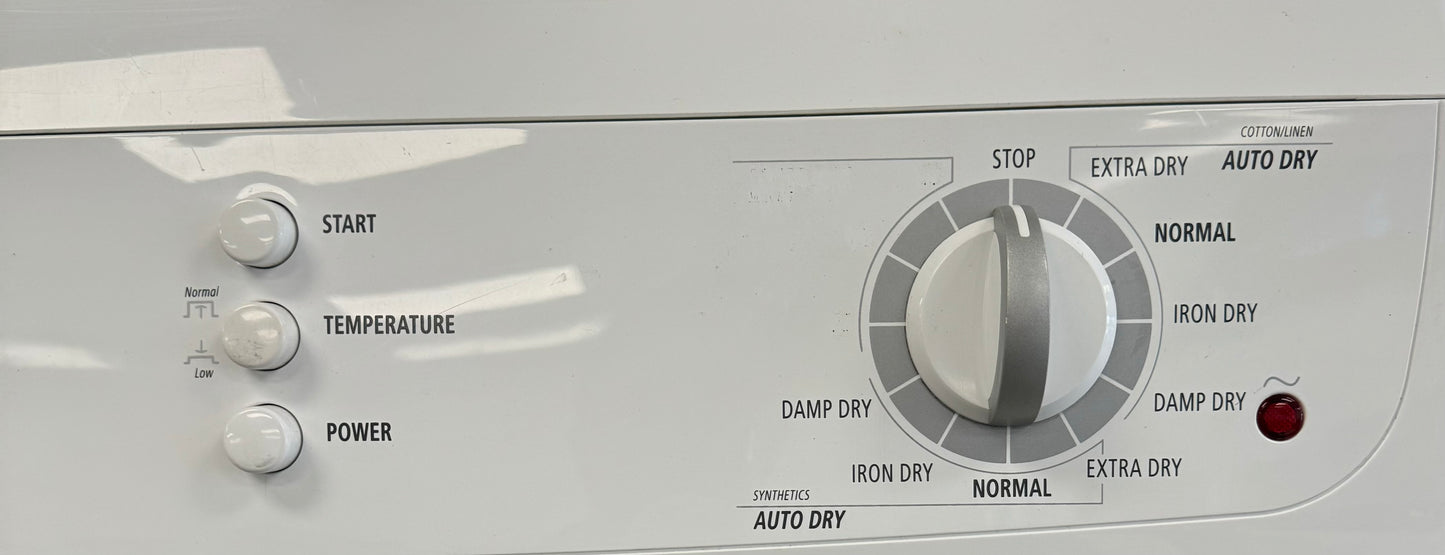 START
Normal
TEMPERATURE
Low
POWER
STOP
COTTON/LINEN
AUTO DRY
EXTRA DRY
NORMAL
IRON DRY
DAMP DRY
EXTRA DRY
NORMAL
IRON DRY
DAMP DRY
SYNTHETICS
AUTO DRY